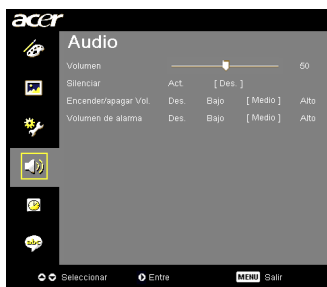 acer
Audio
Volumen 50
Silenciar Act. [ Des. ]
Encender/apagar Vol. Des. Bajo [ Medio ] Alto
Volumen de alarma Des. Bajo [ Medio ] Alto
abc
Seleccionar Entre MENU Salir